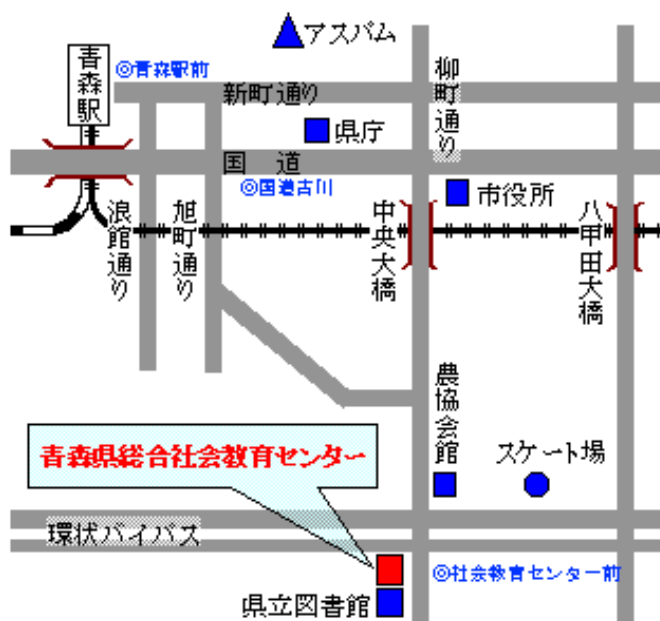 アスパム
青森駅
◎青森駅前
柳町通り
新町通り
県庁
国 道
◎国道古川
市役所
浪館通り
旭町通り
中央大橋
八甲田大橋
農協会館
青森県総合社会教育センター
スケート場
環状バイパス
◎社会教育センター前
県立図書館